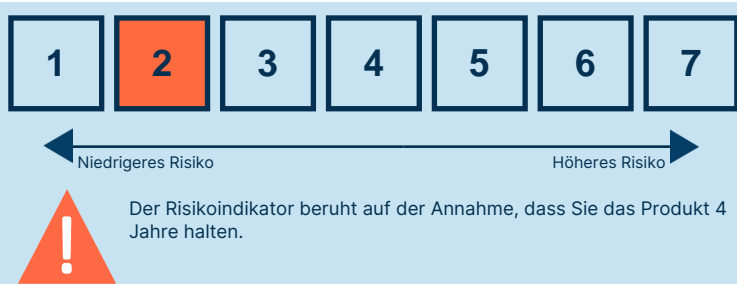 1 2 3 4 5 6 7
Niedrigeres Risiko Höheres Risiko
Der Risikoindikator beruht auf der Annahme, dass Sie das Produkt 4
Jahre halten.
!